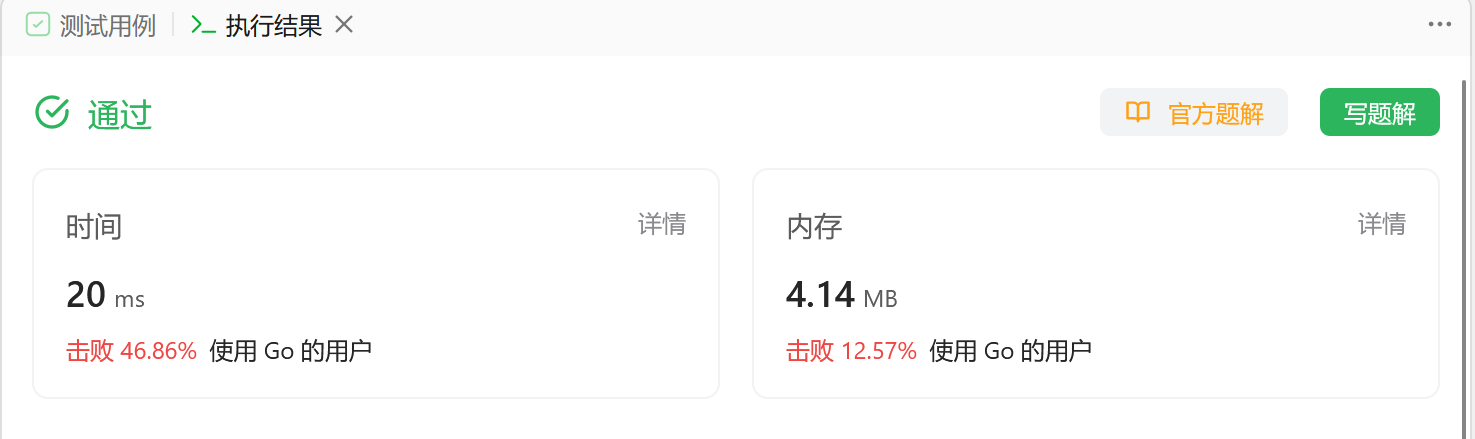 测试用例 执行结果
通过 官方题解 写题解
时间 详情 内存 详情
20 ms 4.14 MB
击败 46.86% 使用 Go 的用户 击败 12.57% 使用 Go 的用户